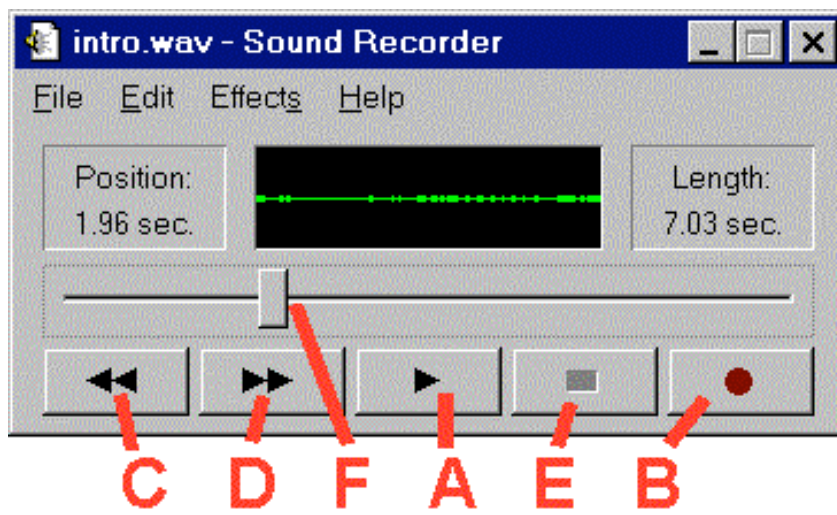 intro.wav - Sound Recorder
File Edit Effects Help
Position:
1.96 sec.
Length:
7.03 sec.
C D F A E B